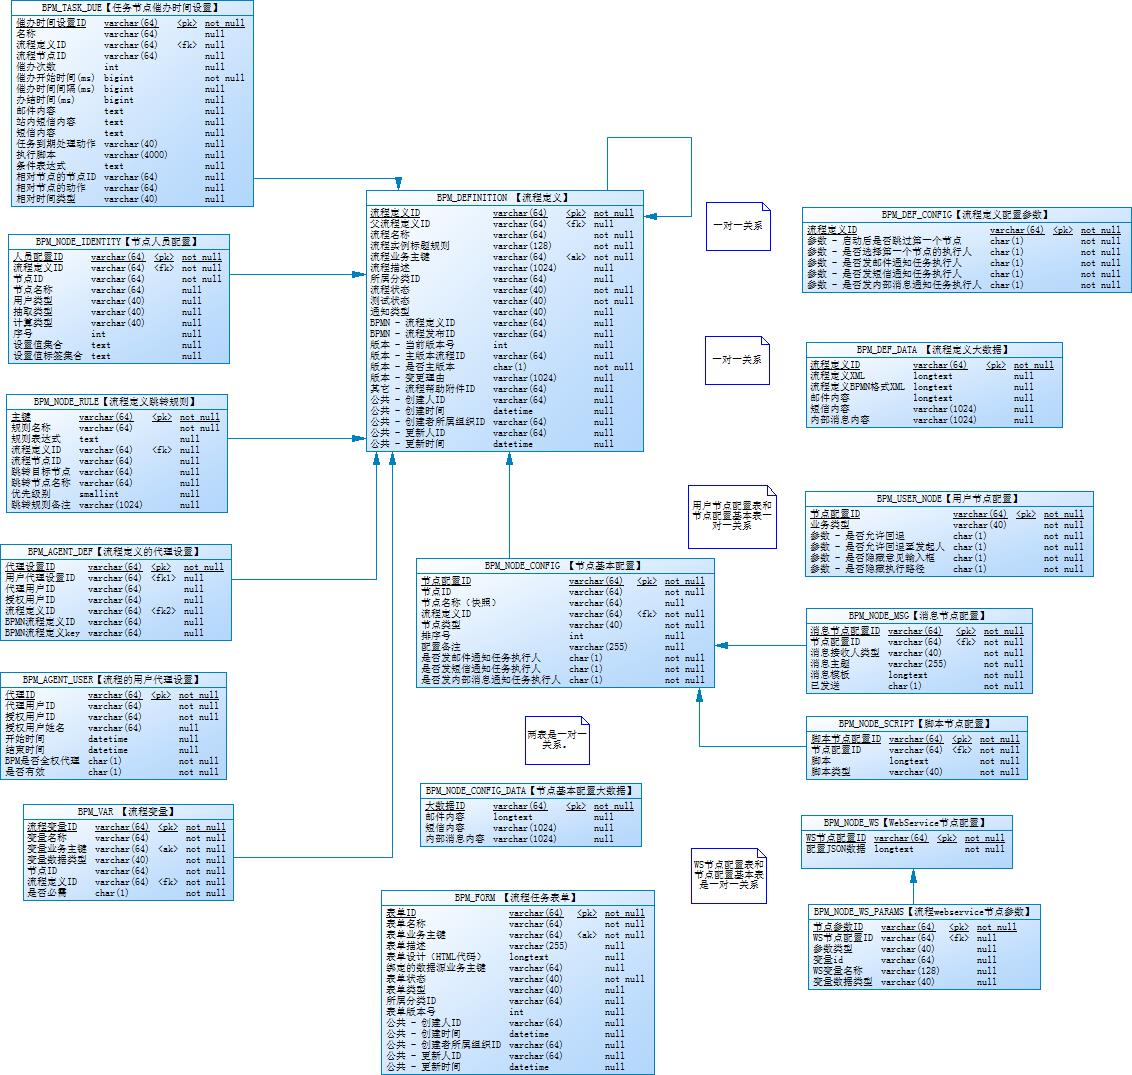 BPM_TASK_DUE【任务节点催办时间设置】
催办时间设置ID varchar(64) <pk> not null
名称 varchar(64) null
流程定义ID varchar(64) <fk> null
流程节点ID varchar(64) null
催办次数 int null
催办开始时间(ms) bigint not null
催办时间间隔(ms) bigint null
办结时间(ms) bigint null
邮件内容 text null
站内短信内容 text null
短信内容 text null
任务到期处理动作 varchar(40) null
执行脚本 varchar(4000) null
条件表达式 text null
相对节点的节点ID varchar(64) null
相对节点的动作 varchar(64) null
相对时间类型 varchar(40) null
BPM_NODE_IDENTITY【节点人员配置】
人员配置ID varchar(64) <pk> not null
流程定义ID varchar(64) <fk> not null
节点ID varchar(64) not null
节点名称 varchar(64) null
用户类型 varchar(40) null
抽取类型 varchar(40) null
计算类型 varchar(40) null
序号 int null
设置值集合 text null
设置值标签集合 text null
BPM_NODE_RULE【流程定义跳转规则】
主键 varchar(64) <pk> not null
规则名称 varchar(64) not null
规则表达式 text null
流程定义ID varchar(64) <fk> null
流程节点ID varchar(64) null
跳转目标节点 varchar(64) null
跳转节点名称 varchar(64) null
优先级别 smallint null
跳转规则备注 varchar(1024) null
BPM_AGENT_DEF【流程定义的代理设置】
代理设置ID varchar(64) <pk> not null
用户代理设置ID varchar(64) <fk1> null
代理用户ID varchar(64) null
授权用户ID varchar(64) null
流程定义ID varchar(64) <fk2> null
BPMN流程定义ID varchar(64) null
BPMN流程定义key varchar(64) null
BPM_AGENT_USER【流程的用户代理设置】
代理ID varchar(64) <pk> not null
代理用户ID varchar(64) not null
授权用户ID varchar(64) not null
授权用户姓名 varchar(64) null
开始时间 datetime null
结束时间 datetime null
BPM是否全权代理 char(1) not null
是否有效 char(1) not null
BPM_VAR 【流程变量】
流程变量ID varchar(64) <pk> not null
变量名称 varchar(64) not null
变量业务主键 varchar(64) <ak> not null
变量数据类型 varchar(40) not null
节点ID varchar(64) not null
流程定义ID varchar(64) <fk> not null
是否必需 char(1) not null
BPM_DEFINITION 【流程定义】
流程定义ID varchar(64) <pk> not null
父流程定义ID varchar(64) <fk> null
流程名称 varchar(64) not null
流程实例标题规则 varchar(128) not null
流程业务主键 varchar(64) <ak> not null
流程描述 varchar(1024) null
所属分类ID varchar(64) null
流程状态 varchar(40) not null
测试状态 varchar(40) not null
通知类型 varchar(40) null
BPMN - 流程定义ID varchar(64) null
BPMN - 流程发布ID varchar(64) null
版本 - 当前版本号 int null
版本 - 主版本流程ID varchar(64) null
版本 - 是否主版本 char(1) not null
版本 - 变更理由 varchar(1024) null
其它 - 流程帮助附件ID varchar(64) null
公共 - 创建人ID varchar(64) null
公共 - 创建时间 datetime null
公共 - 创建者所属组织ID varchar(64) null
公共 - 更新人ID varchar(64) null
公共 - 更新时间 datetime null
BPM_NODE_CONFIG 【节点基本配置】
节点配置ID varchar(64) <pk> not null
节点ID varchar(64) not null
节点名称（快照） varchar(64) null
流程定义ID varchar(64) <fk> not null
节点类型 varchar(40) not null
排序号 int null
配置备注 varchar(255) null
是否发邮件通知任务执行人 char(1) not null
是否发短信通知任务执行人 char(1) not null
是否发内部消息通知任务执行人 char(1) not null
两表是一对一
关系。
BPM_NODE_CONFIG_DATA【节点基本配置大数据】
大数据ID varchar(64) <pk> not null
邮件内容 longtext null
短信内容 varchar(1024) null
内部消息内容 varchar(1024) null
BPM_FORM 【流程任务表单】
表单ID varchar(64) <pk> not null
表单名称 varchar(64) not null
表单业务主键 varchar(64) <ak> not null
表单描述 varchar(255) null
表单设计（HTML代码） longtext null
绑定的数据源业务主键 varchar(64) null
表单状态 varchar(40) not null
表单类型 varchar(40) null
所属分类ID varchar(64) null
表单版本号 int null
公共 - 创建人ID varchar(64) null
公共 - 创建时间 datetime null
公共 - 创建者所属组织ID varchar(64) null
公共 - 更新人ID varchar(64) null
公共 - 更新时间 datetime null
一对一关系
一对一关系
用户节点配置表和
节点配置基本表一
对一关系
WS节点配置表和
节点配置基本表
是一对一关系
BPM_DEF_CONFIG【流程定义配置参数】
流程定义ID varchar(64) <pk> not null
参数 - 启动后是否跳过第一个节点 char(1) not null
参数 - 是否选择第一个节点的执行人 char(1) not null
参数 - 是否发邮件通知任务执行人 char(1) not null
参数 - 是否发短信通知任务执行人 char(1) not null
参数 - 是否发内部消息通知任务执行人 char(1) not null
BPM_DEF_DATA 【流程定义大数据】
流程定义ID varchar(64) <pk> not null
流程定义XML longtext null
流程定义BPMN格式XML longtext null
邮件内容 longtext null
短信内容 varchar(1024) null
内部消息内容 varchar(1024) null
BPM_USER_NODE【用户节点配置】
节点配置ID varchar(64) <pk> not null
业务类型 varchar(40) not null
参数 - 是否允许回退 char(1) not null
参数 - 是否允许回退至发起人 char(1) not null
参数 - 是否隐藏意见输入框 char(1) not null
参数 - 是否隐藏执行路径 char(1) not null
BPM_NODE_MSG【消息节点配置】
消息节点配置ID varchar(64) <pk> not null
节点配置ID varchar(64) <fk> not null
消息接收人类型 varchar(40) not null
消息主题 varchar(255) not null
消息模板 longtext not null
已发送 char(1) not null
BPM_NODE_SCRIPT【脚本节点配置】
脚本节点配置ID varchar(64) <pk> not null
节点配置ID varchar(64) <fk> not null
脚本 longtext not null
脚本类型 varchar(40) not null
BPM_NODE_WS【WebService节点配置】
WS节点配置ID varchar(64) <pk> not null
配置JSON数据 longtext not null
BPM_NODE_WS_PARAMS【流程webservice节点参数】
节点参数ID varchar(64) <pk> not null
WS节点配置ID varchar(64) <fk> null
参数类型 varchar(40) null
变量id varchar(64) null
WS变量名称 varchar(128) null
变量数据类型 varchar(40) null